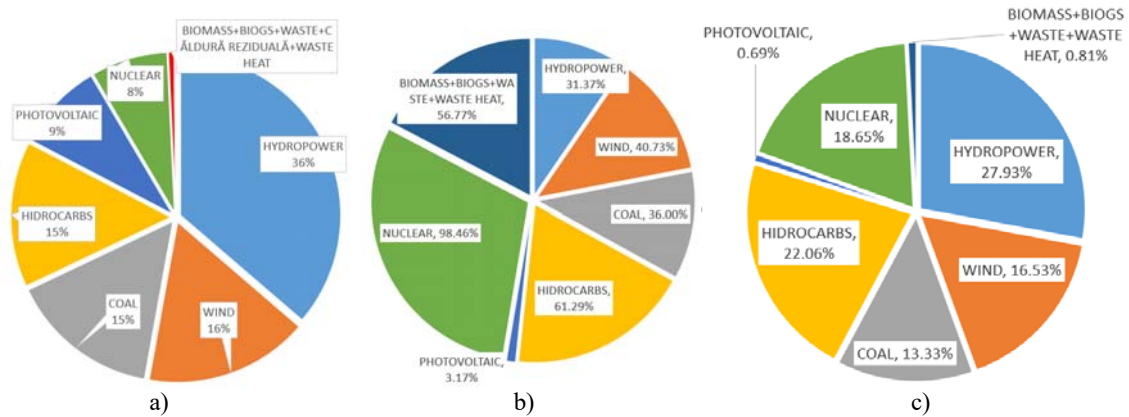 BIOMASS+BIOGS+WASTE+C
ĂLDURĂ REZIDUALĂ+WASTE
HEAT
NUCLEAR
8%
PHOTOVOLTAIC
9%
HYDROPOWER
36%
HIDROCARBS
15%
COAL
15%
WIND
16%
a)
BIOMASS+BIOGS+WA
STE+WASTE HEAT,
56.77%
HYDROPOWER,
31.37%
WIND, 40.73%
COAL, 36.00%
NUCLEAR, 98.46%
HIDROCARBS,
61.29%
PHOTOVOLTAIC,
3.17%
b)
BIOMASS+BIOGS
+WASTE+WASTE
HEAT, 0.81%
PHOTOVOLTAIC,
0.69%
NUCLEAR,
18.65%
HYDROPOWER,
27.93%
HIDROCARBS,
22.06%
WIND, 16.53%
COAL, 13.33%
c)